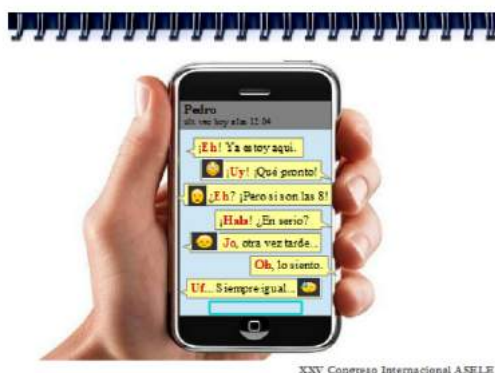 Pedro
últ. vez hoy a las 12:04
¡Eh! Ya estoy aquí.
¡Uy! ¡Qué pronto!
¿Eh? ¡Pero si son las 8!
¡Hala! ¿En serio?
Jo, otra vez tarde...
Oh, lo siento.
Uf... Siempre igual...
XXV Congreso Internacional ASELE